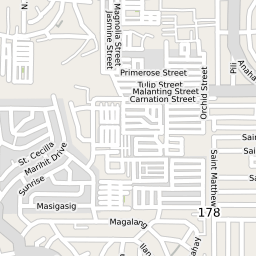 N.
Magnolia Street
Jasmine Street
Primerose Street
Tulip Street
Malanting Street
Carnation Street
Orchid Street
Pili
St. Cecilia
Marihit Drive
Sunrise
Saint Matthew
Masigasig
Magalang
178